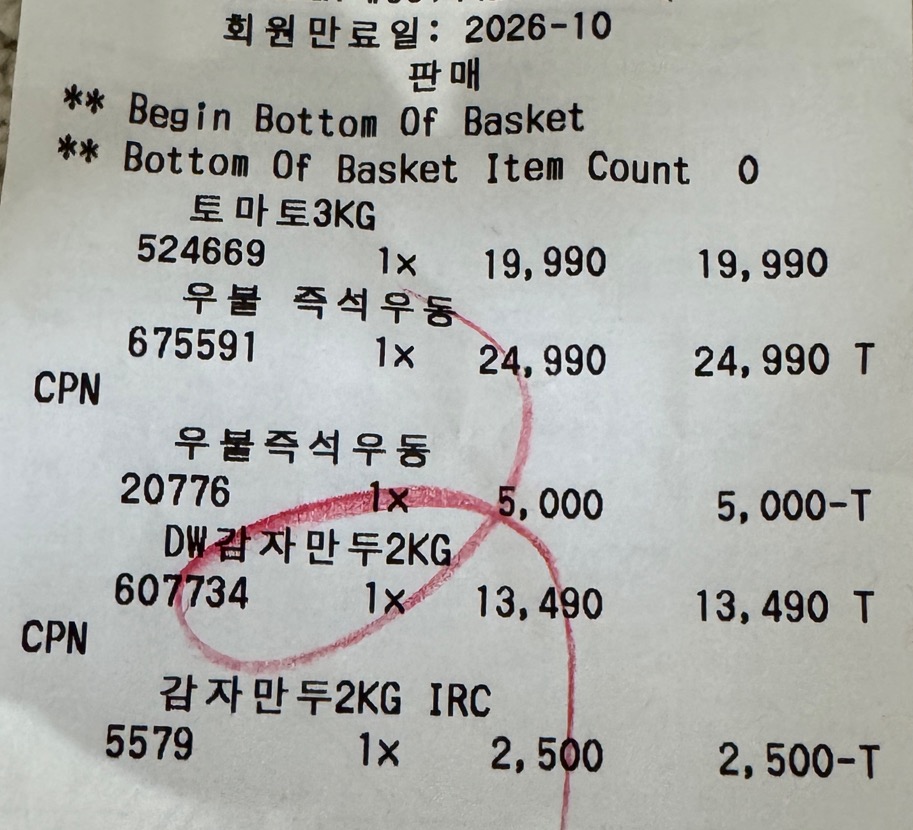 회원만료일: 2026-10
판매
** Begin Bottom Of Basket
** Bottom Of Basket Item Count 0
토마토3KG
524669 1x 19,990 19,990
우불 즉석우동
675591 1x 24,990 24,990 T
CPN
우불즉석우동
20776 1x 5,000 5,000-T
DW감자만두2KG
607734 1x 13,490 13,490 T
CPN
감자만두2KG IRC
5579 1x 2,500 2,500-T